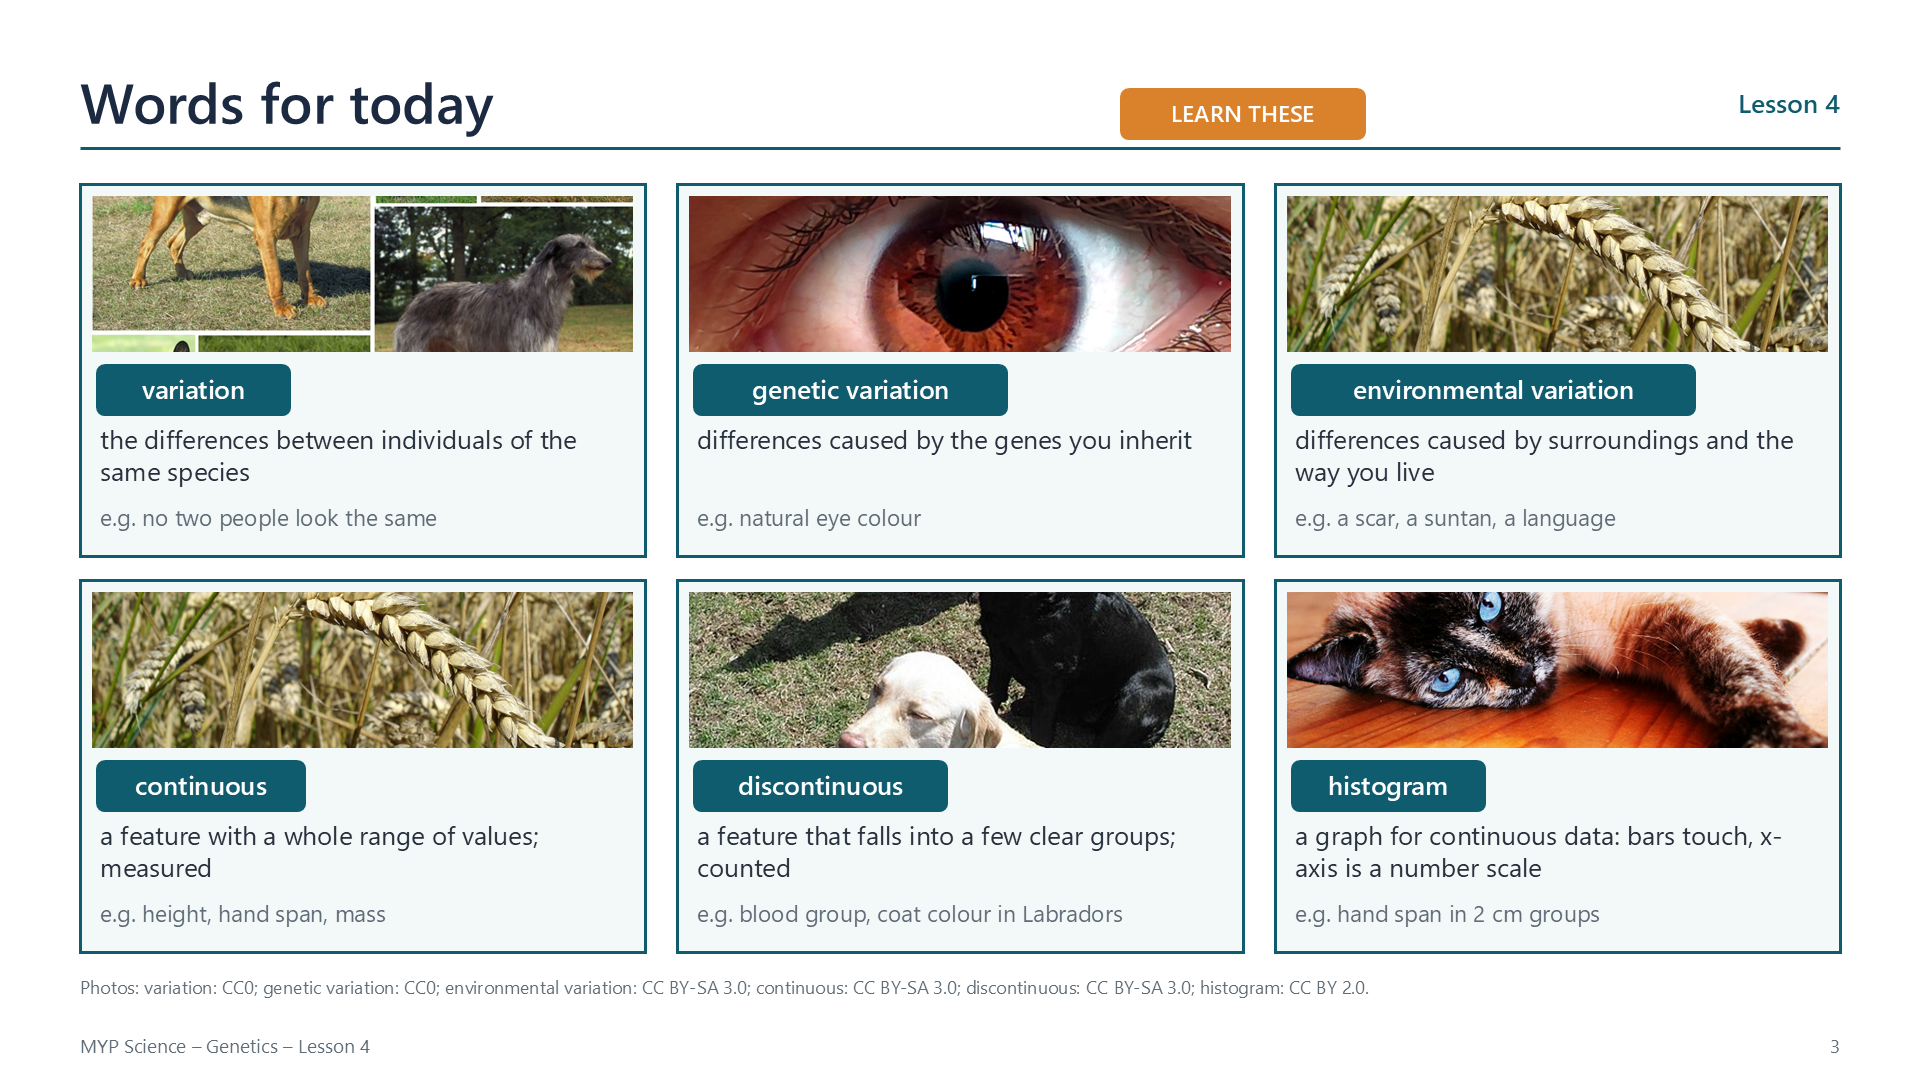 Words for today
LEARN THESE
Lesson 4
variation
the differences between individuals of the
same species
e.g. no two people look the same
genetic variation
differences caused by the genes you inherit
e.g. natural eye colour
environmental variation
differences caused by surroundings and the
way you live
e.g. a scar, a suntan, a language
continuous
a feature with a whole range of values;
measured
e.g. height, hand span, mass
discontinuous
a feature that falls into a few clear groups;
counted
e.g. blood group, coat colour in Labradors
histogram
a graph for continuous data: bars touch, x-
axis is a number scale
e.g. hand span in 2 cm groups
Photos: variation: CC0; genetic variation: CC0; environmental variation: CC BY-SA 3.0; continuous: CC BY-SA 3.0; discontinuous: CC BY-SA 3.0; histogram: CC BY 2.0.
MYP Science – Genetics – Lesson 4
3